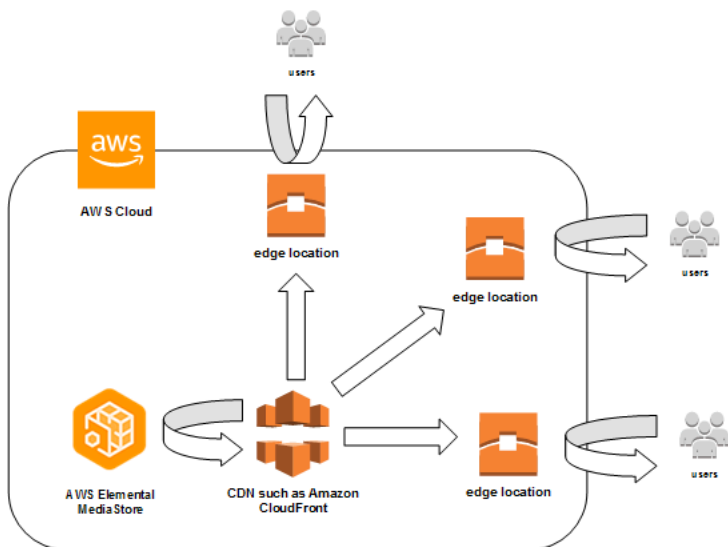 users
aws
AWS Cloud
edge location
users
edge location
users
edge location
AWS Elemental
MediaStore
CDN such as Amazon
CloudFront